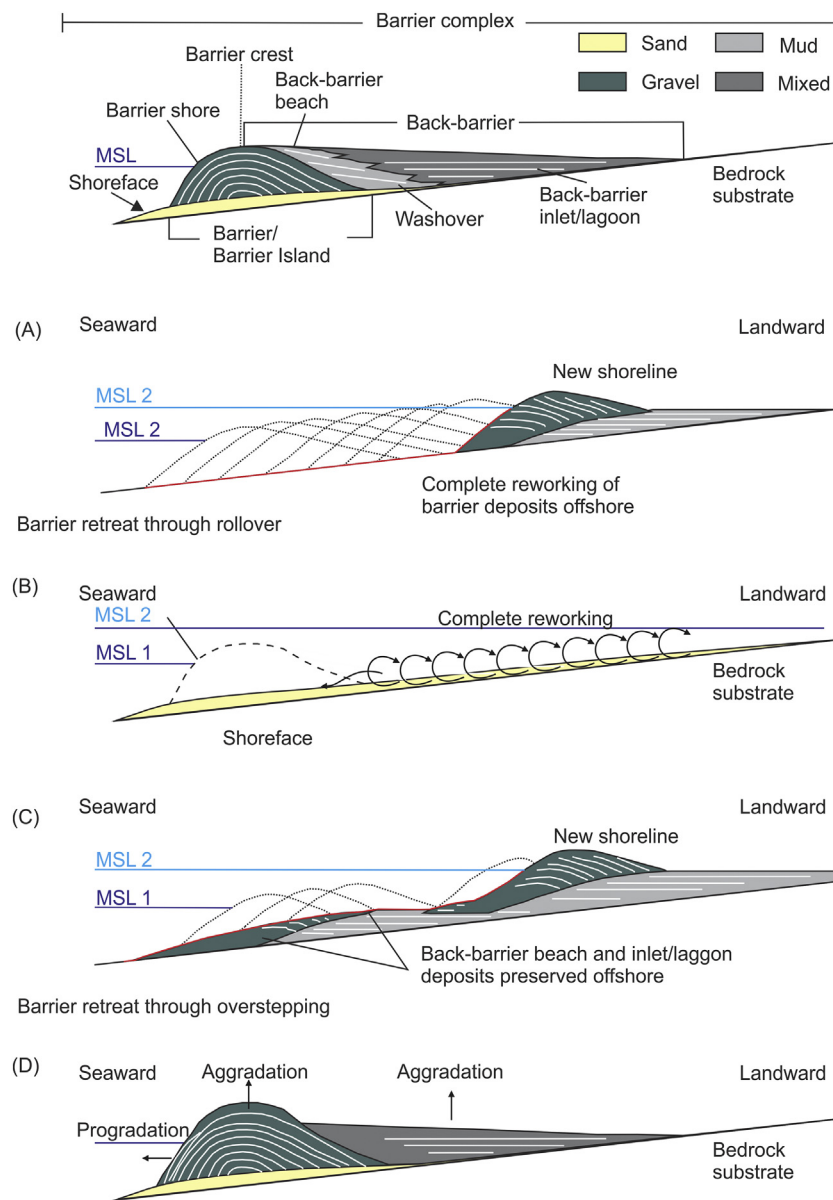 Barrier complex
Sand
Mud
Gravel
Mixed
Barrier crest
Back-barrier
beach
Barrier shore
Back-barrier
MSL
Shoreface
Bedrock
substrate
Back-barrier
inlet/lagoon
Washover
Barrier/
Barrier Island
(A)
Seaward
Landward
New shoreline
MSL 2
MSL 2
Complete reworking of
barrier deposits offshore
Barrier retreat through rollover
(B)
Seaward
Landward
MSL 2
Complete reworking
MSL 1
Bedrock
substrate
Shoreface
(C)
Seaward
Landward
New shoreline
MSL 2
MSL 1
Back-barrier beach and inlet/laggon
deposits preserved offshore
Barrier retreat through overstepping
(D)
Seaward
Aggradation
Aggradation
Landward
Progradation
Bedrock
substrate